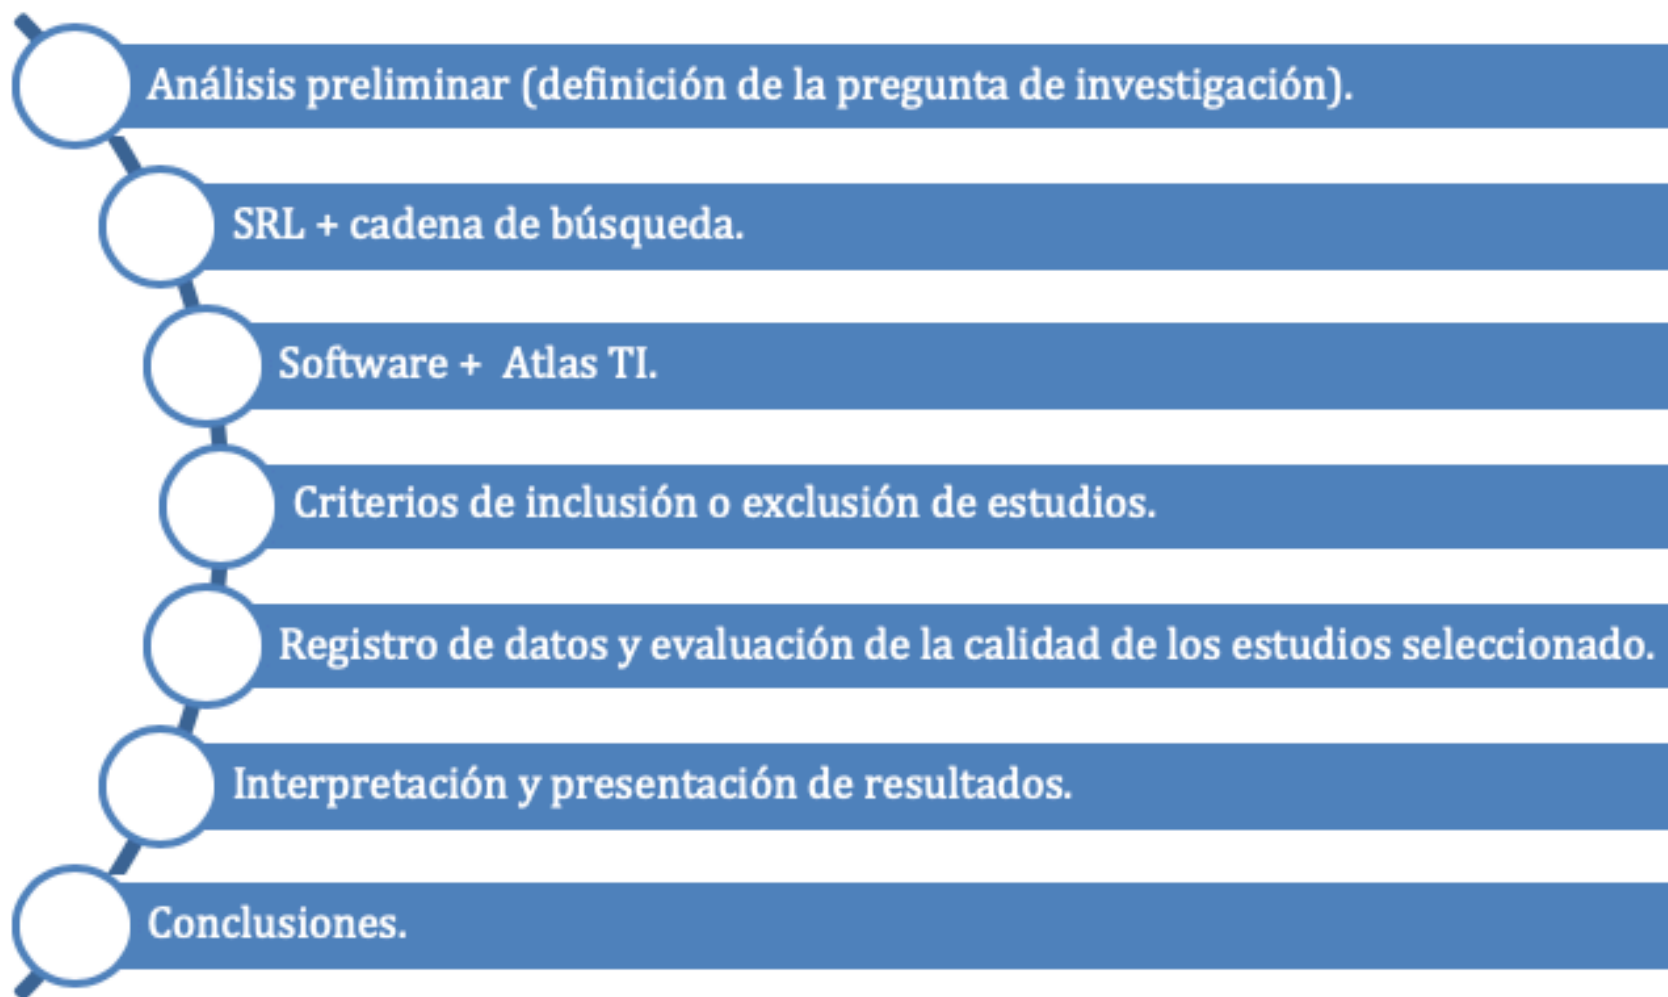 Análisis preliminar (definición de la pregunta de investigación).
SRL + cadena de búsqueda.
Software + Atlas TI.
Criterios de inclusión o exclusión de estudios.
Registro de datos y evaluación de la calidad de los estudios seleccionado.
Interpretación y presentación de resultados.
Conclusiones.